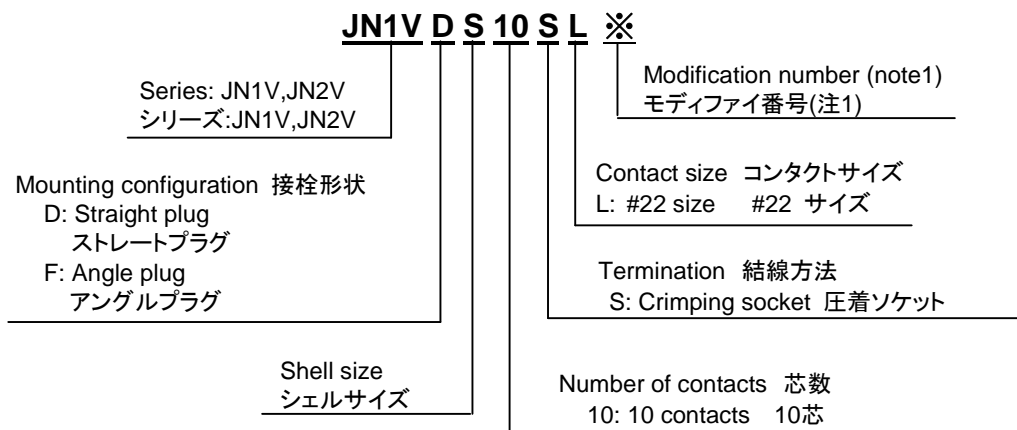 JN1V D S 10 S L ※
Modification number (note1)
モディファイ番号(注1)
Series: JN1V,JN2V
シリーズ:JN1V,JN2V
Contact size コンタクトサイズ
L: #22 size #22 サイズ
Mounting configuration 接栓形状
D: Straight plug
ストレートプラグ
F: Angle plug
アングルプラグ
Termination 結線方法
S: Crimping socket 圧着ソケット
Shell size
シェルサイズ
Number of contacts 芯数
10: 10 contacts 10芯